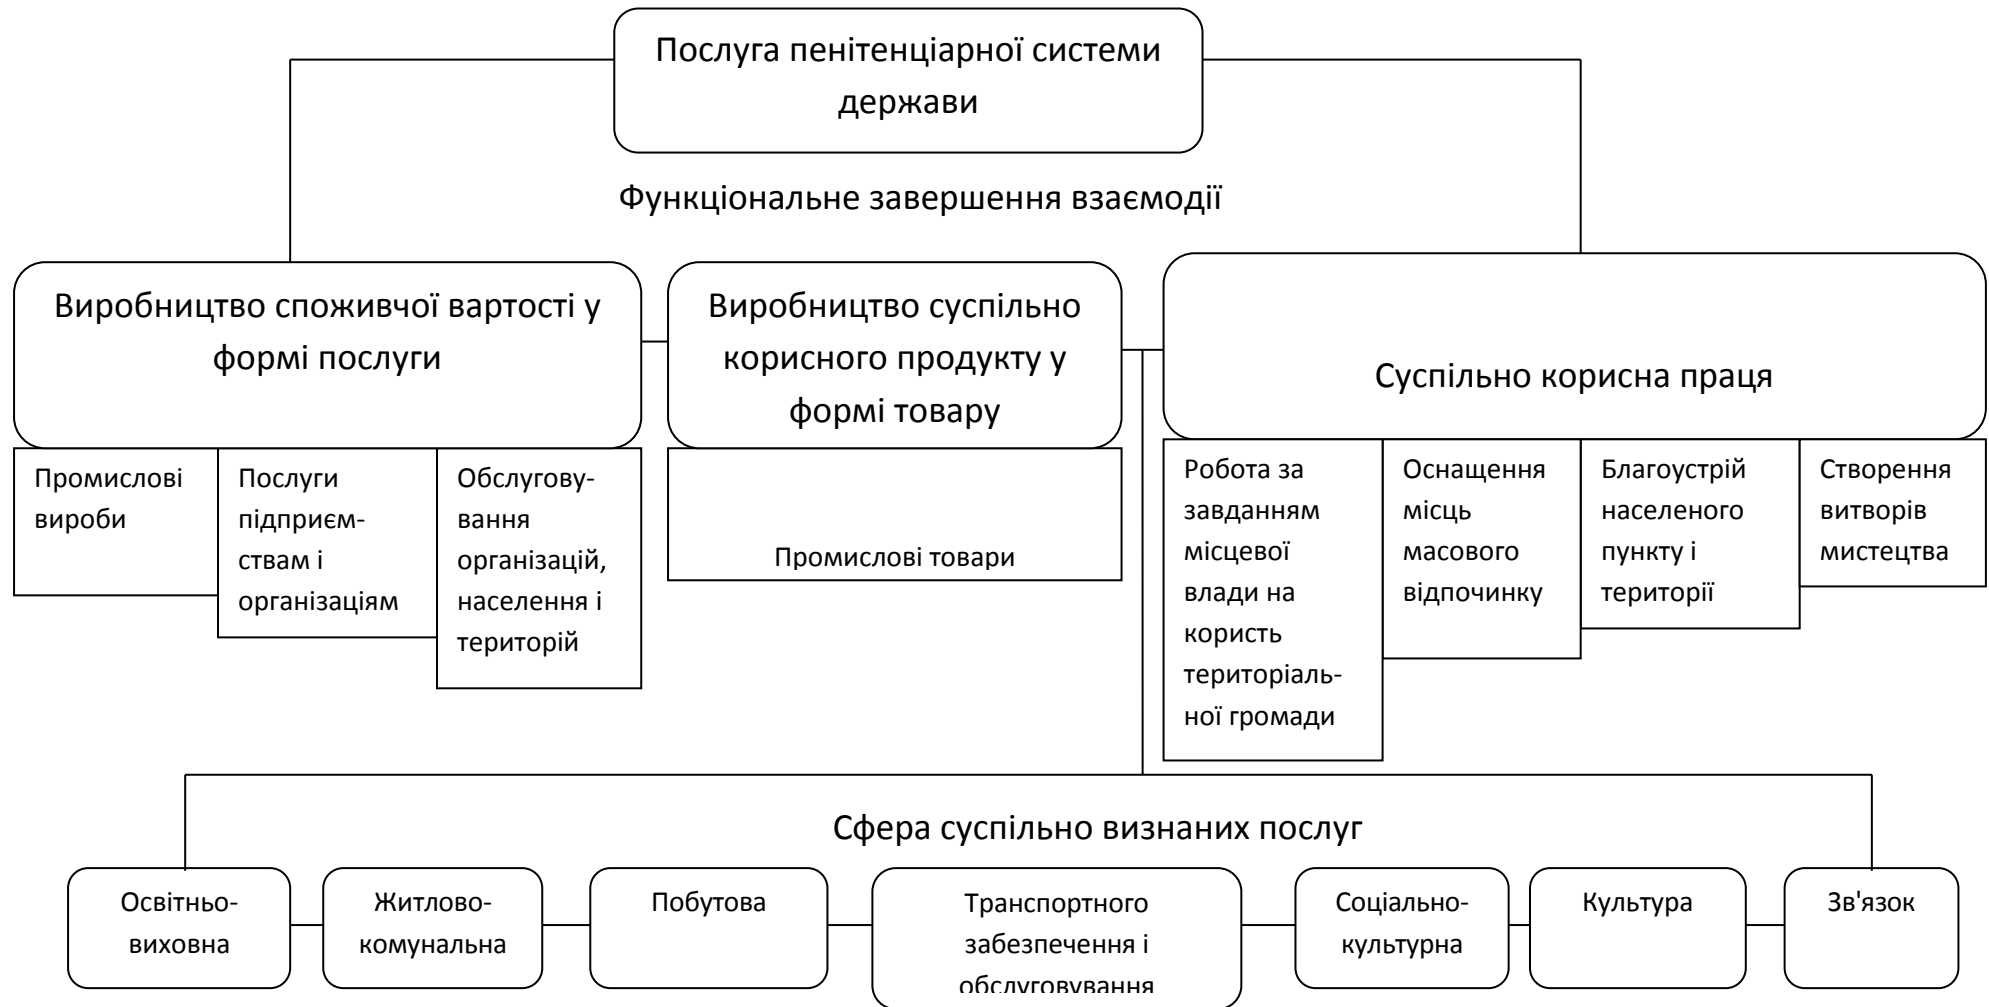 Послуга пенітенціарної системи
держави
Функціональне завершення взаємодії
Виробництво споживчої вартості у
формі послуги
Виробництво суспільно
корисного продукту у
формі товару
Суспільно корисна праця
Промислові
вироби
Послуги
підприєм-
ствам і
організаціям
Обслугову-
вання
організацій,
населення і
територій
Промислові товари
Робота за
завданням
місцевої
влади на
користь
територіаль-
ної громади
Оснащення
місць
масового
відпочинку
Благоустрій
населеного
пункту і
території
Створення
витворів
мистецтва
Сфера суспільно визнаних послуг
Освітньо-
виховна
Житлово-
комунальна
Побутова
Транспортного
забезпечення і
обслуговування
Соціально-
культурна
Культура
Зв'язок